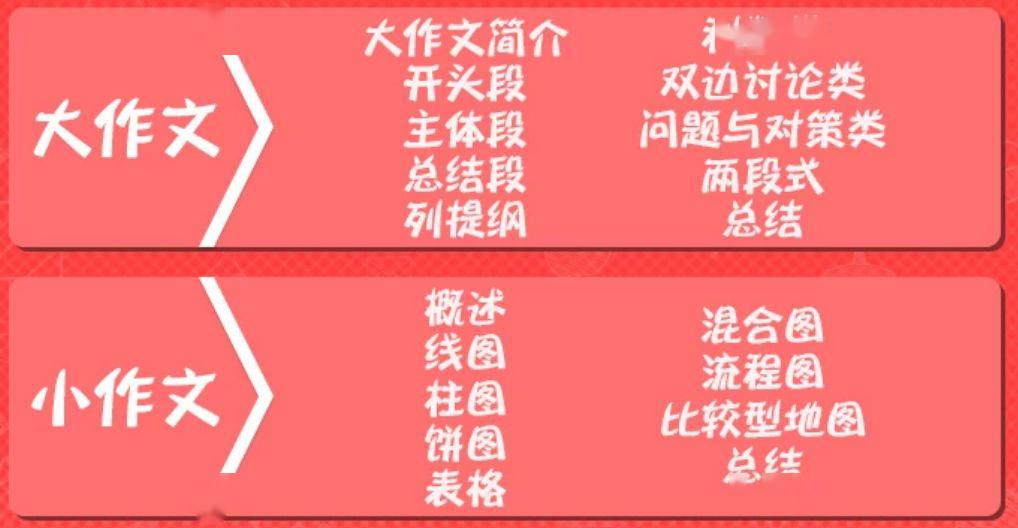 大作文
大作文简介
开头段
主体段
总结段
列提纲
双边讨论类
问题与对策类
两段式
总结
小作文
概述
线图
柱图
饼图
表格
混合图
流程图
比较型地图
总结